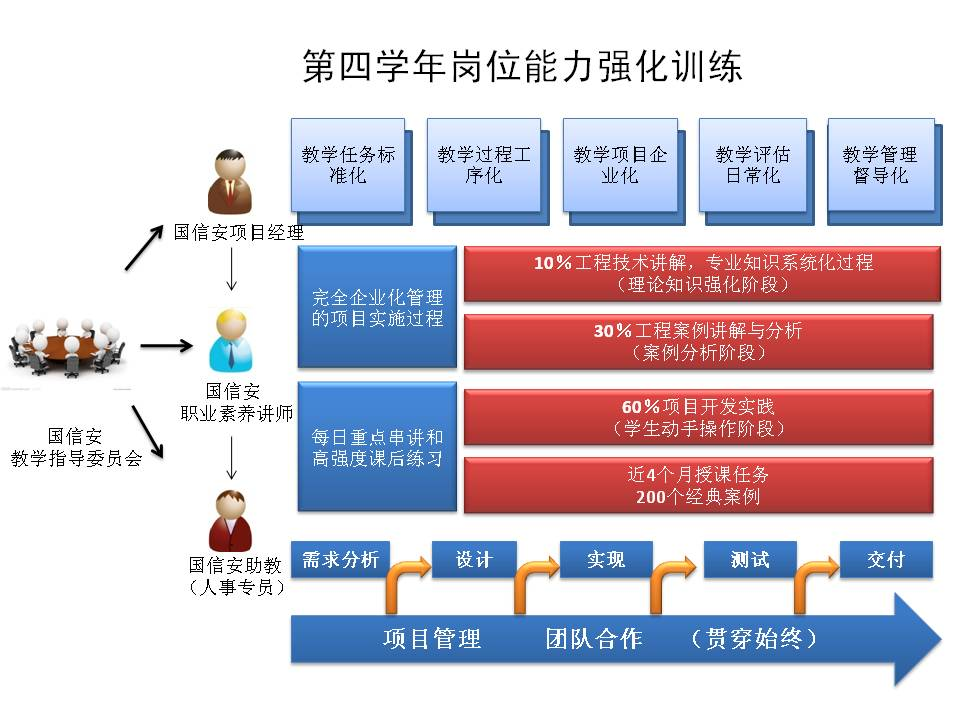 第四学年岗位能力强化训练
教学任务标
准化
教学过程工
序化
教学项目企
业化
教学评估
日常化
教学管理
督导化
国信安项目经理
国信安
职业素养讲师
国信安
教学指导委员会
国信安助教
（人事专员）
完全企业化管理
的项目实施过程
10%工程技术讲解，专业知识系统化过程
（理论知识强化阶段）
30%工程案例讲解与分析
（案例分析阶段）
每日重点串讲和
高强度课后练习
60%项目开发实践
（学生动手操作阶段）
近4个月授课任务
200个经典案例
需求分析
设计
实现
测试
交付
项目管理 团队合作 （贯穿始终）